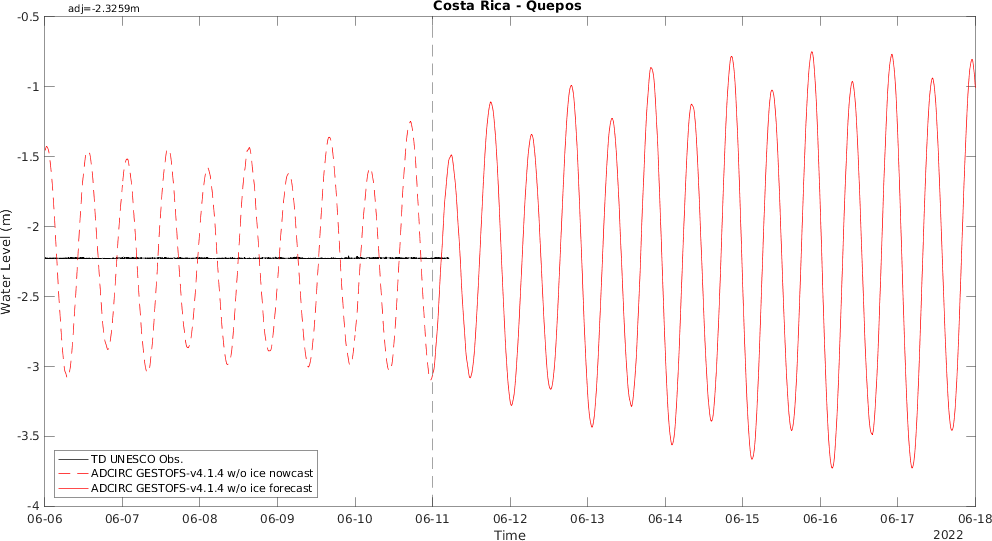 adj=-2.3259m
Costa Rica - Quepos
-0.5
-1
-1.5
-2
-2.5
-3
-3.5
-4
Water Level (m)
TD UNESCO Obs.
ADCIRC GESTOFS-v4.1.4 w/o ice nowcast
ADCIRC GESTOFS-v4.1.4 w/o ice forecast
06-06 06-07 06-08 06-09 06-10 06-11 06-12 06-13 06-14 06-15 06-16 06-17 06-18
Time
2022